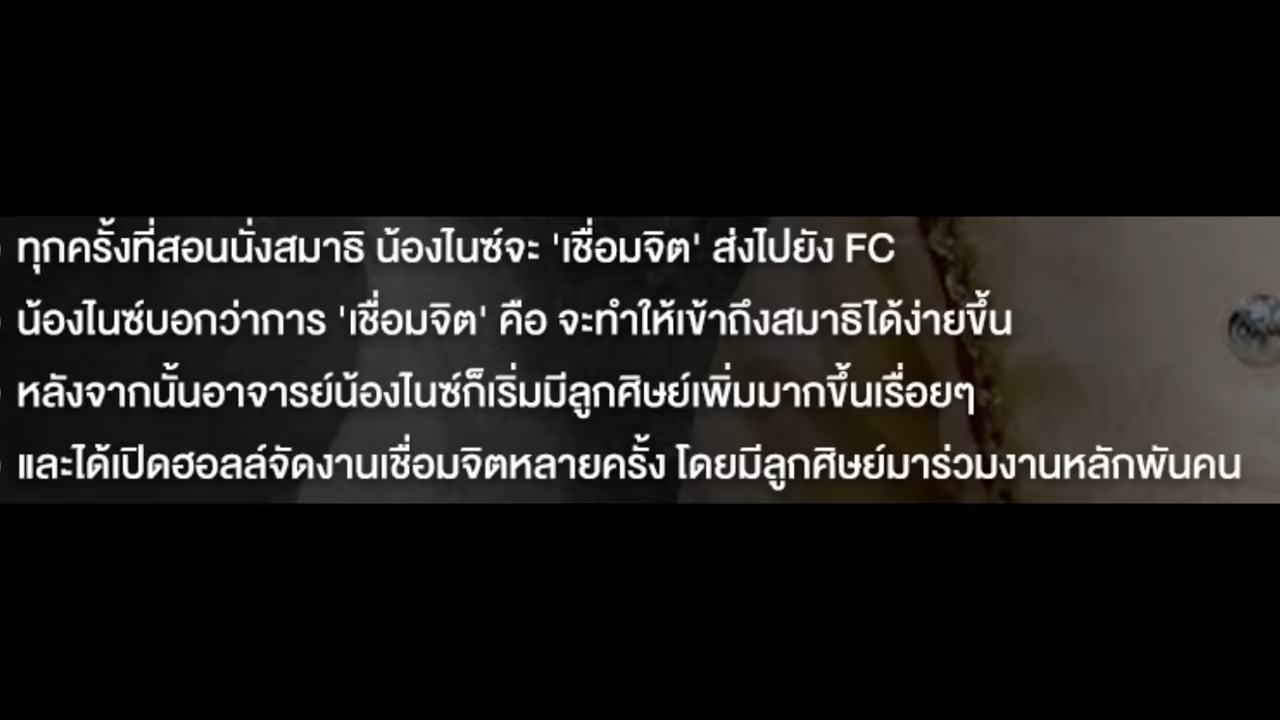 ทุกครั้งที่สอนนั่งสมาธิ น้องไนซ์จะ 'เชื่อมจิต' ส่งไปยัง FC
น้องไนซ์บอกว่าการ 'เชื่อมจิต' คือ จะทำให้เข้าถึงสมาธิได้ง่ายขึ้น
หลังจากนั้นอาจารย์น้องไนซ์ก็เริ่มมีลูกศิษย์เพิ่มมากขึ้นเรื่อยๆ
และได้เปิดฮอลล์จัดงานเชื่อมจิตหลายครั้ง โดยมีลูกศิษย์มาร่วมงานหลักพันคน